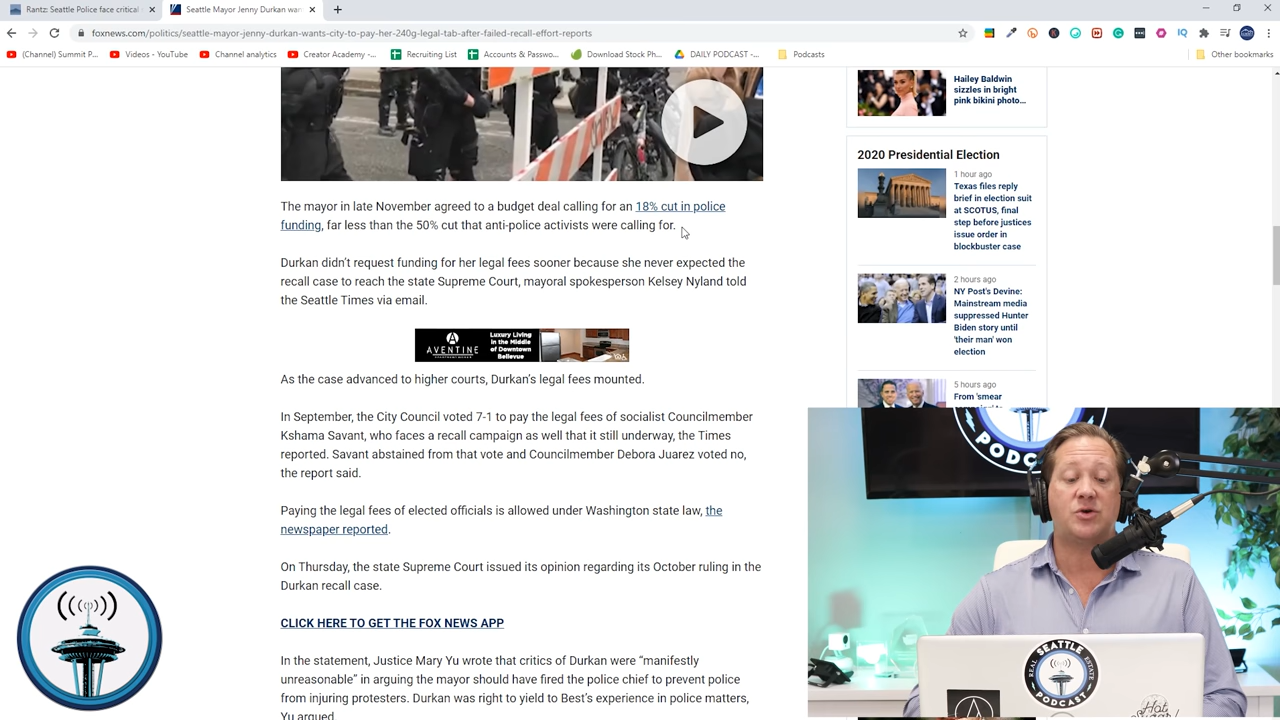 Rantz: Seattle Police face critical
Seattle Mayor Jenny Durkan wan
foxnews.com/politics/seattle-mayor-jenny-durkan-wants-city-to-pay-her-240g-legal-tab-after-failed-recall-effort-reports
(Channel) Summit P...
Videos - YouTube
Channel analytics
Creator Academy -...
Recruiting List
Accounts & Passwo...
Download Stock Ph...
DAILY PODCAST -...
Podcasts
Other bookmarks
The mayor in late November agreed to a budget deal calling for an 18% cut in police
funding, far less than the 50% cut that anti-police activists were calling for.
Durkan didn't request funding for her legal fees sooner because she never expected the
recall case to reach the state Supreme Court, mayoral spokesperson Kelsey Nyland told
the Seattle Times via email.
AVENTINE
Luxury Living
in the Middle
of Downtown
Bellevue
As the case advanced to higher courts, Durkan's legal fees mounted.
In September, the City Council voted 7-1 to pay the legal fees of socialist Councilmember
Kshama Savant, who faces a recall campaign as well that it still underway, the Times
reported. Savant abstained from that vote and Councilmember Debora Juarez voted no,
the report said.
Paying the legal fees of elected officials is allowed under Washington state law, the
newspaper reported.
On Thursday, the state Supreme Court issued its opinion regarding its October ruling in the
Durkan recall case.
CLICK HERE TO GET THE FOX NEWS APP
In the statement, Justice Mary Yu wrote that critics of Durkan were "manifestly
unreasonable" in arguing the mayor should have fired the police chief to prevent police
from injuring protesters. Durkan was right to yield to Best's experience in police matters,
Yu argued.
Hailey Baldwin
sizzles in bright
pink bikini photo...
2020 Presidential Election
1 hour ago
Texas files reply
brief in election suit
at SCOTUS, final
step before justices
issue order in
blockbuster case
2 hours ago
NY Post's Devine:
Mainstream media
suppressed Hunter
Biden story until
'their man' won
election
5 hours ago
From 'smear
PODCAST
REAL SEATTLE ESTATE
PODCAST
Hot